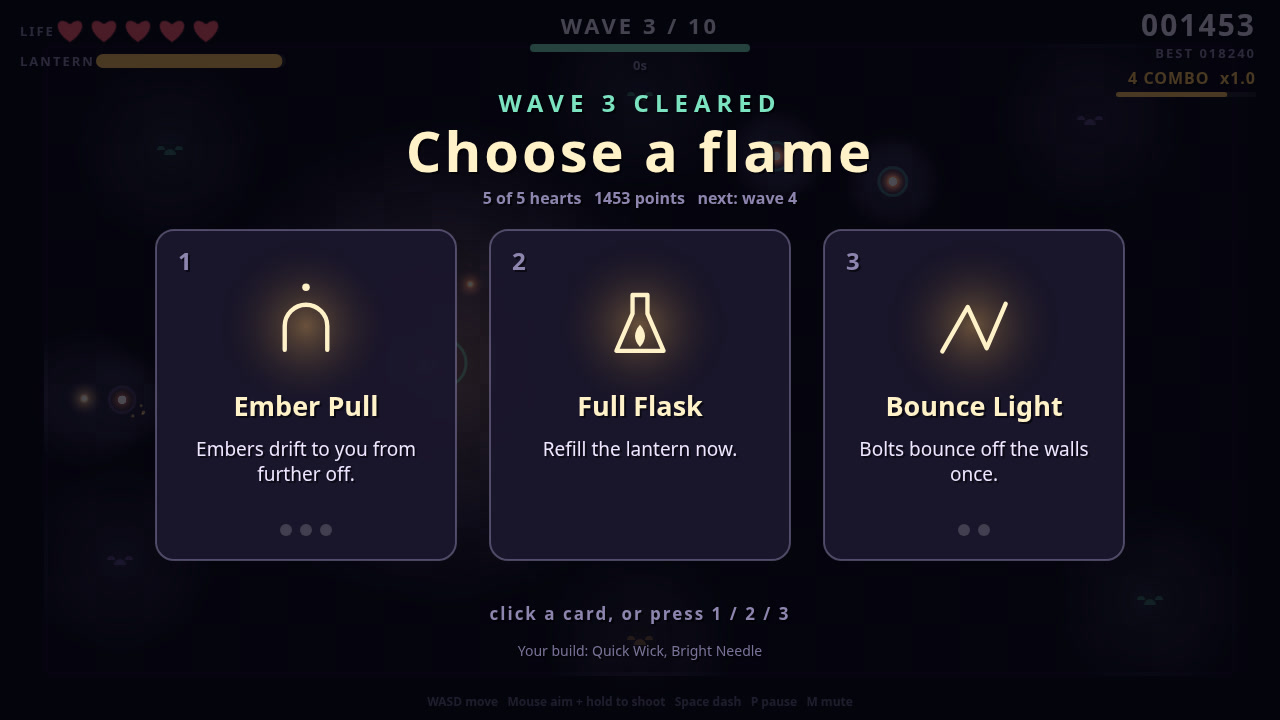 LIFE
LANTERN
WAVE 3 / 10
0s
001453
BEST 018240
4 COMBO x1.0
WAVE 3 CLEARED
Choose a flame
5 of 5 hearts 1453 points next: wave 4
1
Ember Pull
Embers drift to you from
further off.
2
Full Flask
Refill the lantern now.
3
Bounce Light
Bolts bounce off the walls
once.
click a card, or press 1 / 2 / 3
Your build: Quick Wick, Bright Needle
WASD move Mouse aim + hold to shoot Space dash P pause M mute